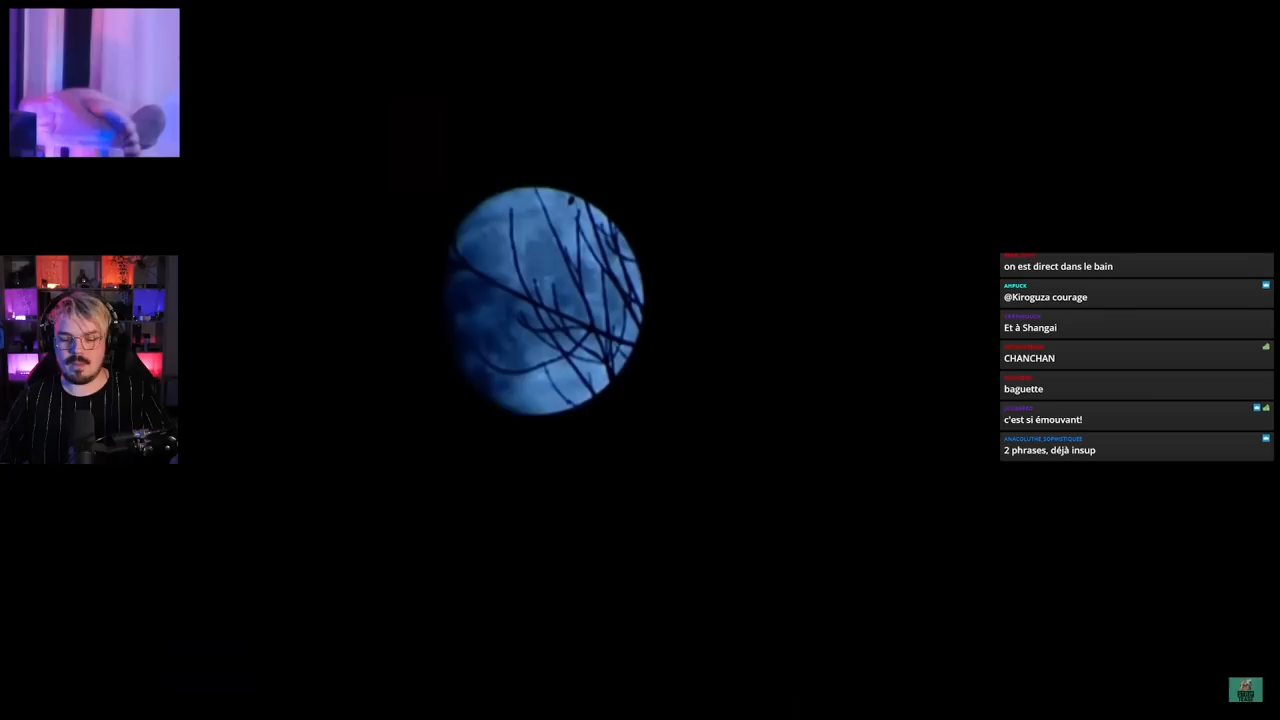 on est direct dans le bain
AHPUCK
@Kiroguza courage
Et à Shangai
CHANCHAN
baguette
c'est si émouvant!
ANACOLUTHE_SOPHISTIQUEE
2 phrases, déjà insup